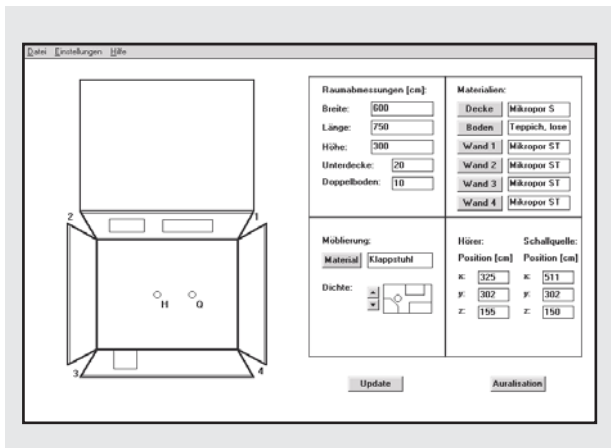 Datei Einstellungen Hilfe
2 1
H Q
3 4
Raumabmessungen [cm]:
Breite: 600
Länge: 750
Höhe: 300
Unterdecke: 20
Doppelboden: 10
Materialien:
Decke Mikropor S
Boden Teppich, lose
Wand 1 Mikropor ST
Wand 2 Mikropor ST
Wand 3 Mikropor ST
Wand 4 Mikropor ST
Möblierung:
Material Klappstuhl
Dichte:
Hörer: Schallquelle:
Position [cm] Position [cm]
x: 325 x: 511
y: 302 y: 302
z: 155 z: 150
Update Auralisation